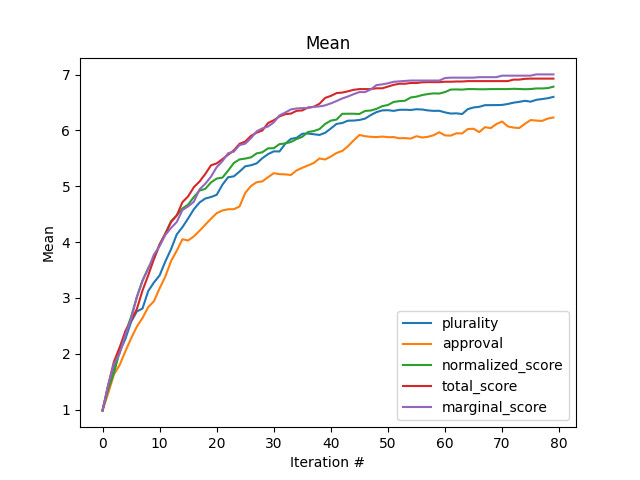 Mean
7
6
5
4
3
2
1
Mean
0 10 20 30 40 50 60 70 80
Iteration #
plurality
approval
normalized_score
total_score
marginal_score